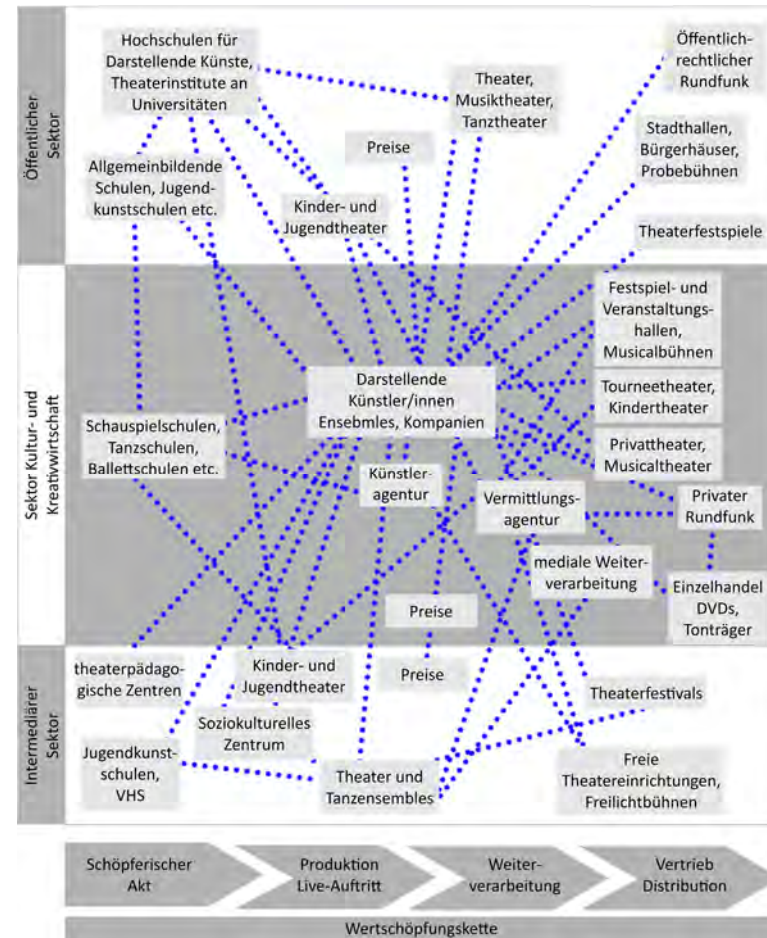 Öffentlicher
Sektor
Hochschulen für
Darstellende Künste,
Theaterinstitute an
Universitäten
Theater,
Musiktheater,
Tanztheater
Öffentlich-
rechtlicher
Rundfunk
Preise
Stadthallen,
Bürgerhäuser,
Probebühnen
Allgemeinbildende
Schulen, Jugend-
kunstschulen etc.
Kinder- und
Jugendtheater
Theaterfestspiele
Sektor Kultur- und
Kreativwirtschaft
Festspiel- und
Veranstaltungs-
hallen,
Musicalbühnen
Darstellende
Künstler/innen
Ensebmles, Kompanien
Tourneetheater,
Kindertheater
Schauspielschulen,
Tanzschulen,
Ballettschulen etc.
Privattheater,
Musicaltheater
Künstler-
agentur
Vermittlungs-
agentur
Privater
Rundfunk
mediale Weiter-
verarbeitung
Einzelhandel
DVDs,
Tonträger
Preise
Intermediärer
Sektor
theaterpädago-
gische Zentren
Kinder- und
Jugendtheater
Preise
Theaterfestivals
Soziokulturelles
Zentrum
Jugendkunst-
schulen,
VHS
Theater und
Tanzensembles
Freie
Theatereinrichtungen,
Freilichtbühnen
Schöpferischer
Akt
Produktion
Live-Auftritt
Weiter-
verarbeitung
Vertrieb
Distribution
Wertschöpfungskette